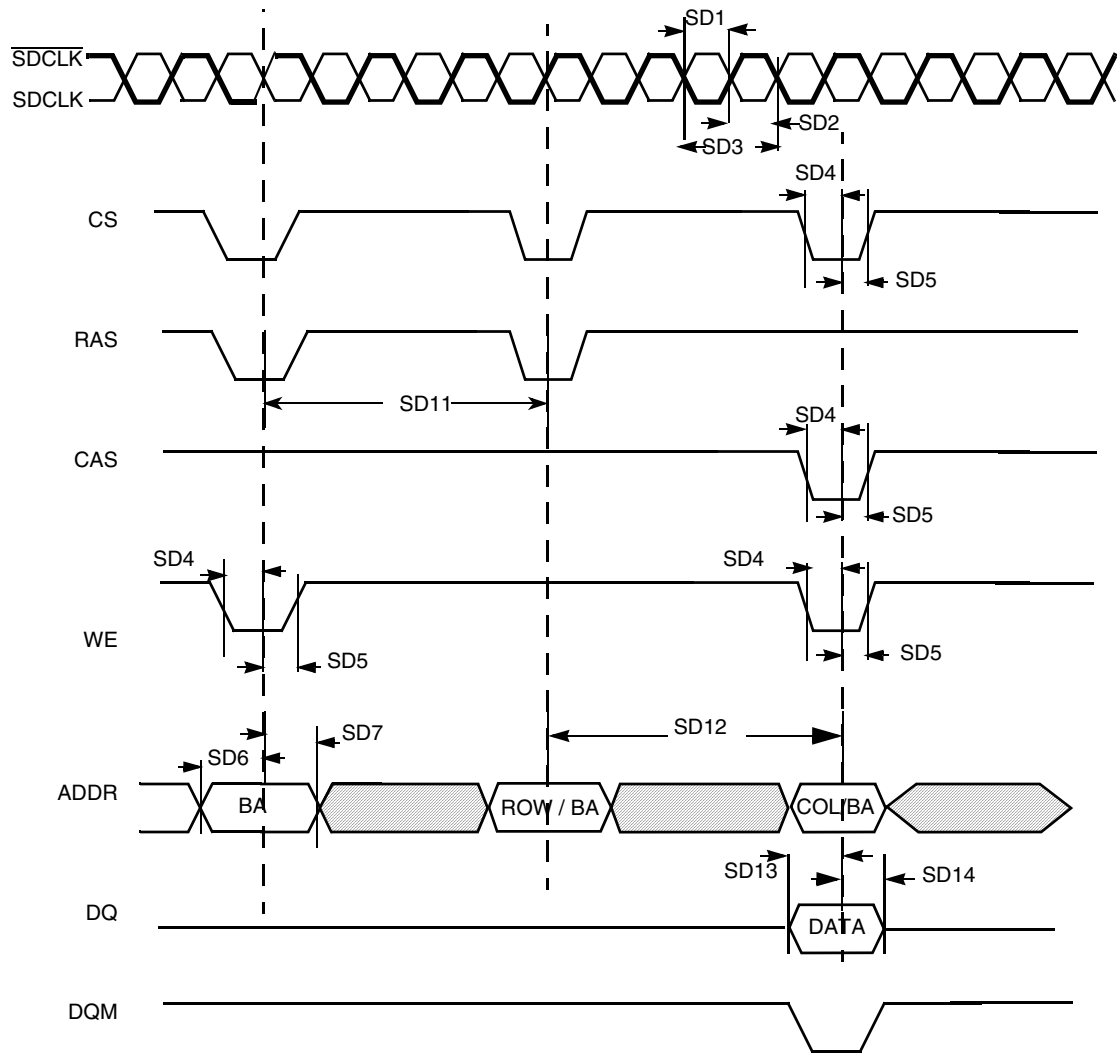 SD1
SDCLK
SDCLK
SD2
SD3
SD4
CS
SD5
RAS
SD11
SD4
CAS
SD5
SD4
SD4
WE
SD5
SD5
SD12
SD7
SD6
ADDR
BA
ROW / BA
COL/BA
SD13
SD14
DQ
DATA
DQM